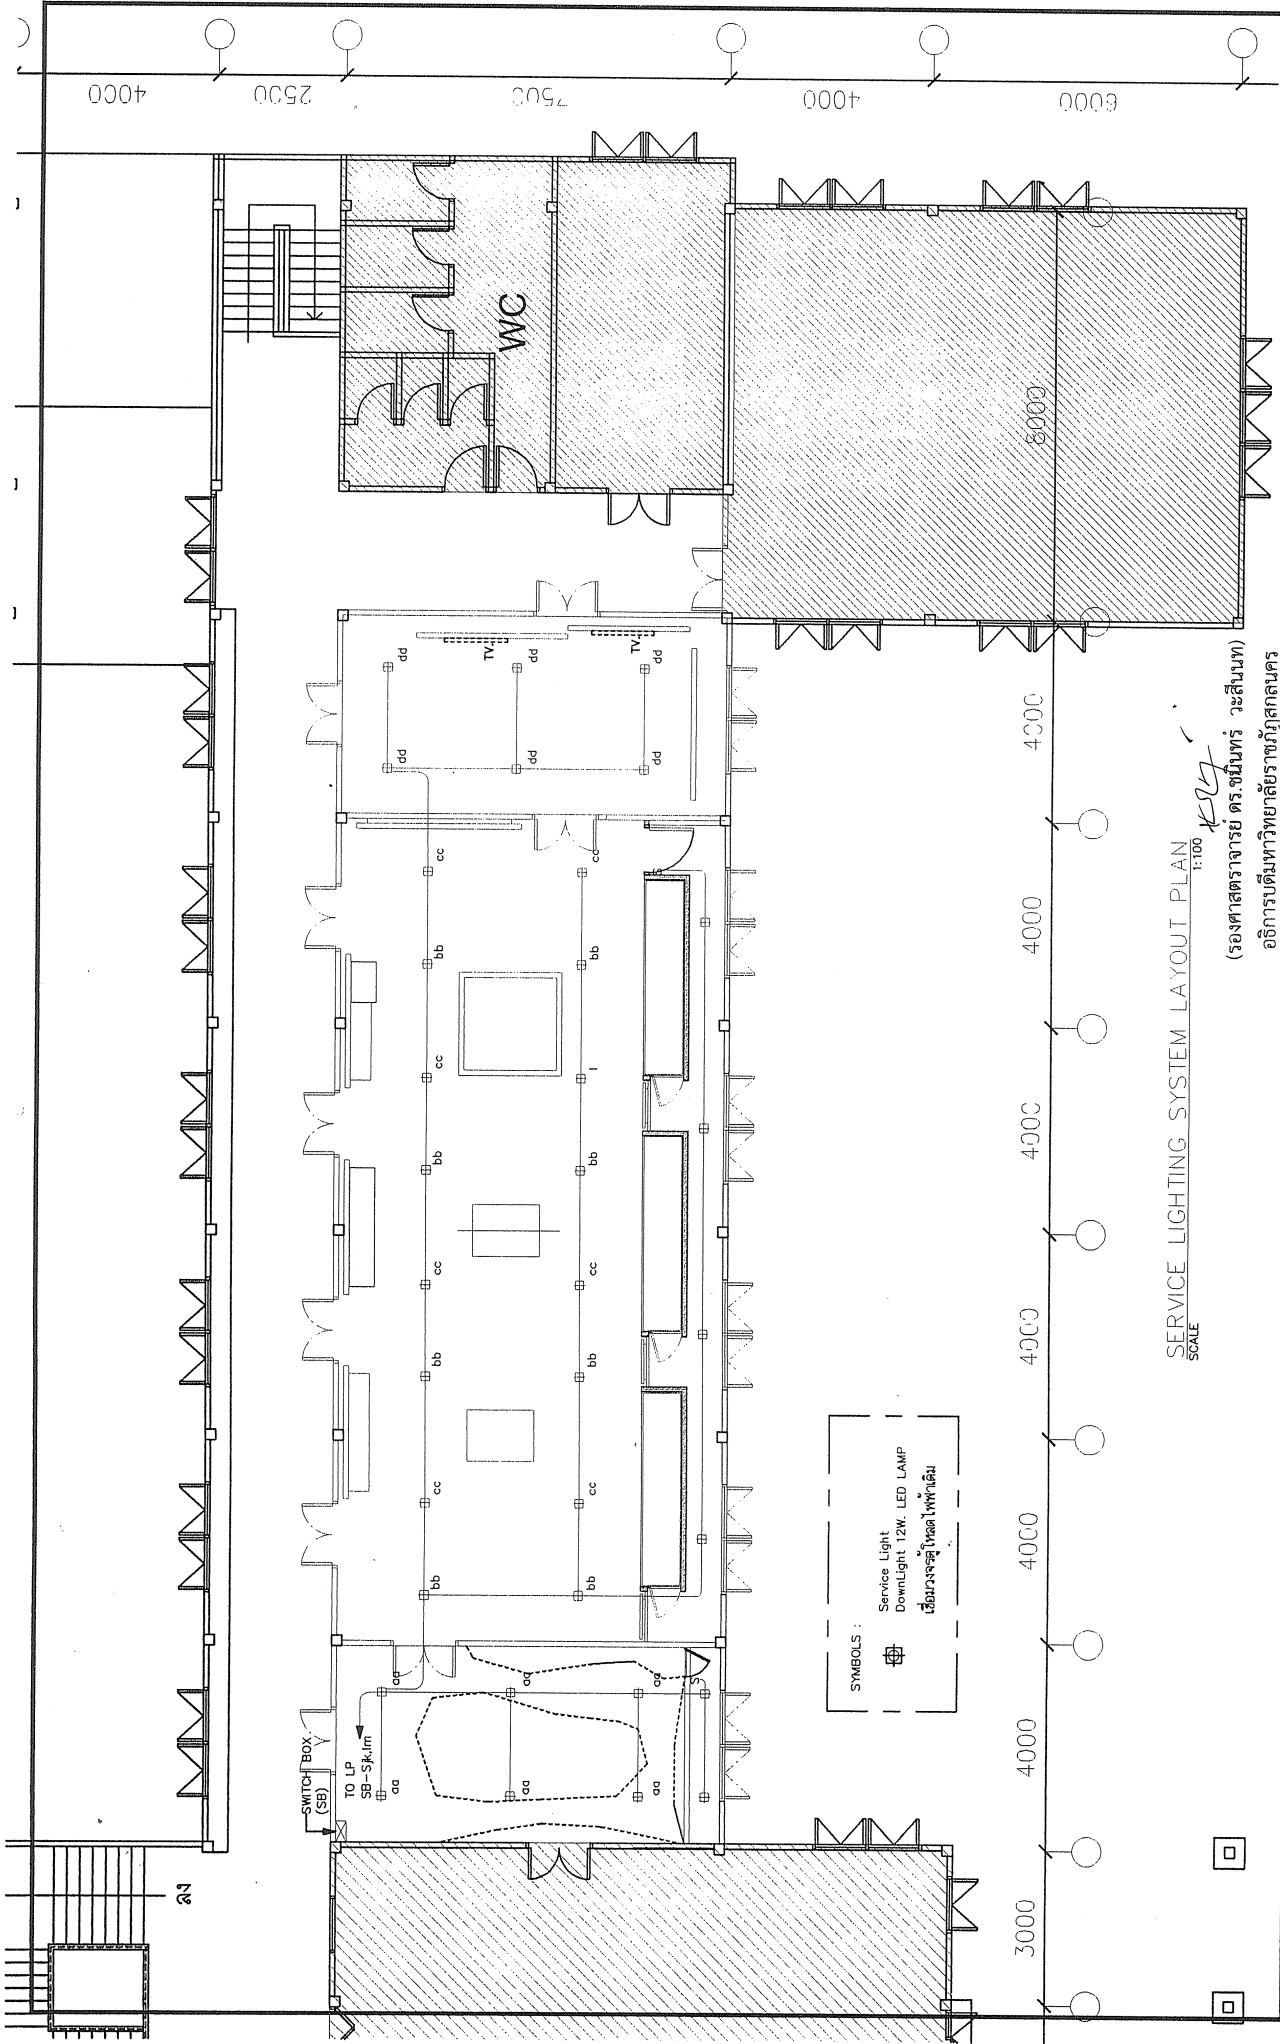 4000
2500
7500
4000
6000
WC
8000
TV
TV
dd
dd
dd
dd
dd
dd
cc
cc
bb
bb
cc
l
bb
bb
cc
cc
bb
bb
cc
cc
bb
bb
S
aa
aa
aa
S
aa
aa
aa
SWITCH BOX
(SB)
TO LP
SB-Sjk,lm
ลง
3000
4000
4000
4000
4000
4000
4000
SYMBOLS :
Service Light
DownLight 12W. LED LAMP
เชื่อมวงจรตู้โหลดไฟฟ้าเดิม
SERVICE LIGHTING SYSTEM LAYOUT PLAN
SCALE 1:100
(รองศาสตราจารย์ ดร.ชนินทร์ วะสีนนท์)
อธิการบดีมหาวิทยาลัยราชภัฏสกลนคร